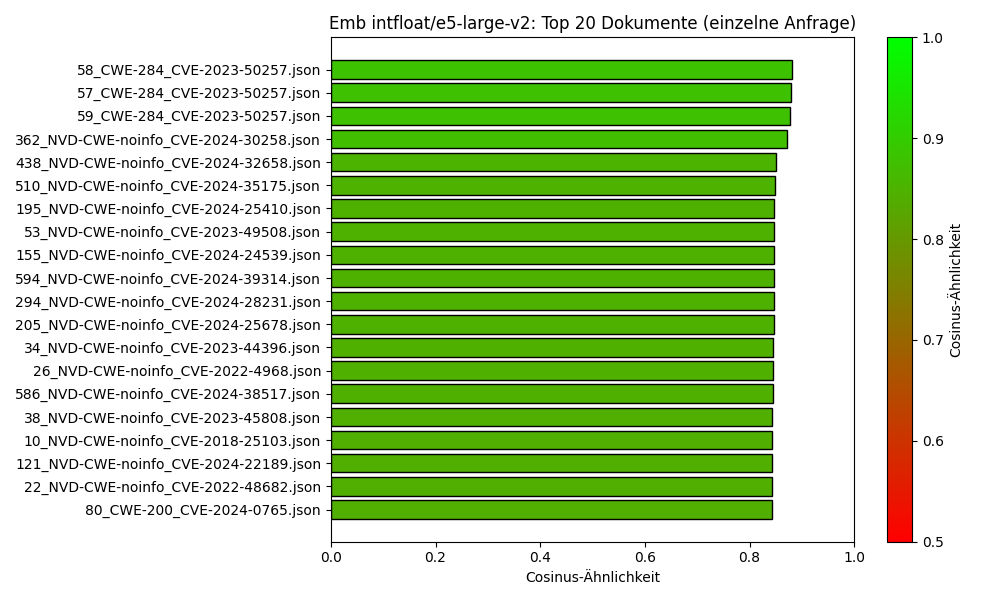 Emb intfloat/e5-large-v2: Top 20 Dokumente (einzelne Anfrage)
58_CWE-284_CVE-2023-50257.json
57_CWE-284_CVE-2023-50257.json
59_CWE-284_CVE-2023-50257.json
362_NVD-CWE-noinfo_CVE-2024-30258.json
438_NVD-CWE-noinfo_CVE-2024-32658.json
510_NVD-CWE-noinfo_CVE-2024-35175.json
195_NVD-CWE-noinfo_CVE-2024-25410.json
53_NVD-CWE-noinfo_CVE-2023-49508.json
155_NVD-CWE-noinfo_CVE-2024-24539.json
594_NVD-CWE-noinfo_CVE-2024-39314.json
294_NVD-CWE-noinfo_CVE-2024-28231.json
205_NVD-CWE-noinfo_CVE-2024-25678.json
34_NVD-CWE-noinfo_CVE-2023-44396.json
26_NVD-CWE-noinfo_CVE-2022-4968.json
586_NVD-CWE-noinfo_CVE-2024-38517.json
38_NVD-CWE-noinfo_CVE-2023-45808.json
10_NVD-CWE-noinfo_CVE-2018-25103.json
121_NVD-CWE-noinfo_CVE-2024-22189.json
22_NVD-CWE-noinfo_CVE-2022-48682.json
80_CWE-200_CVE-2024-0765.json
0.0 0.2 0.4 0.6 0.8 1.0
Cosinus-Ähnlichkeit
1.0
0.9
0.8
0.7
0.6
0.5
Cosinus-Ähnlichkeit